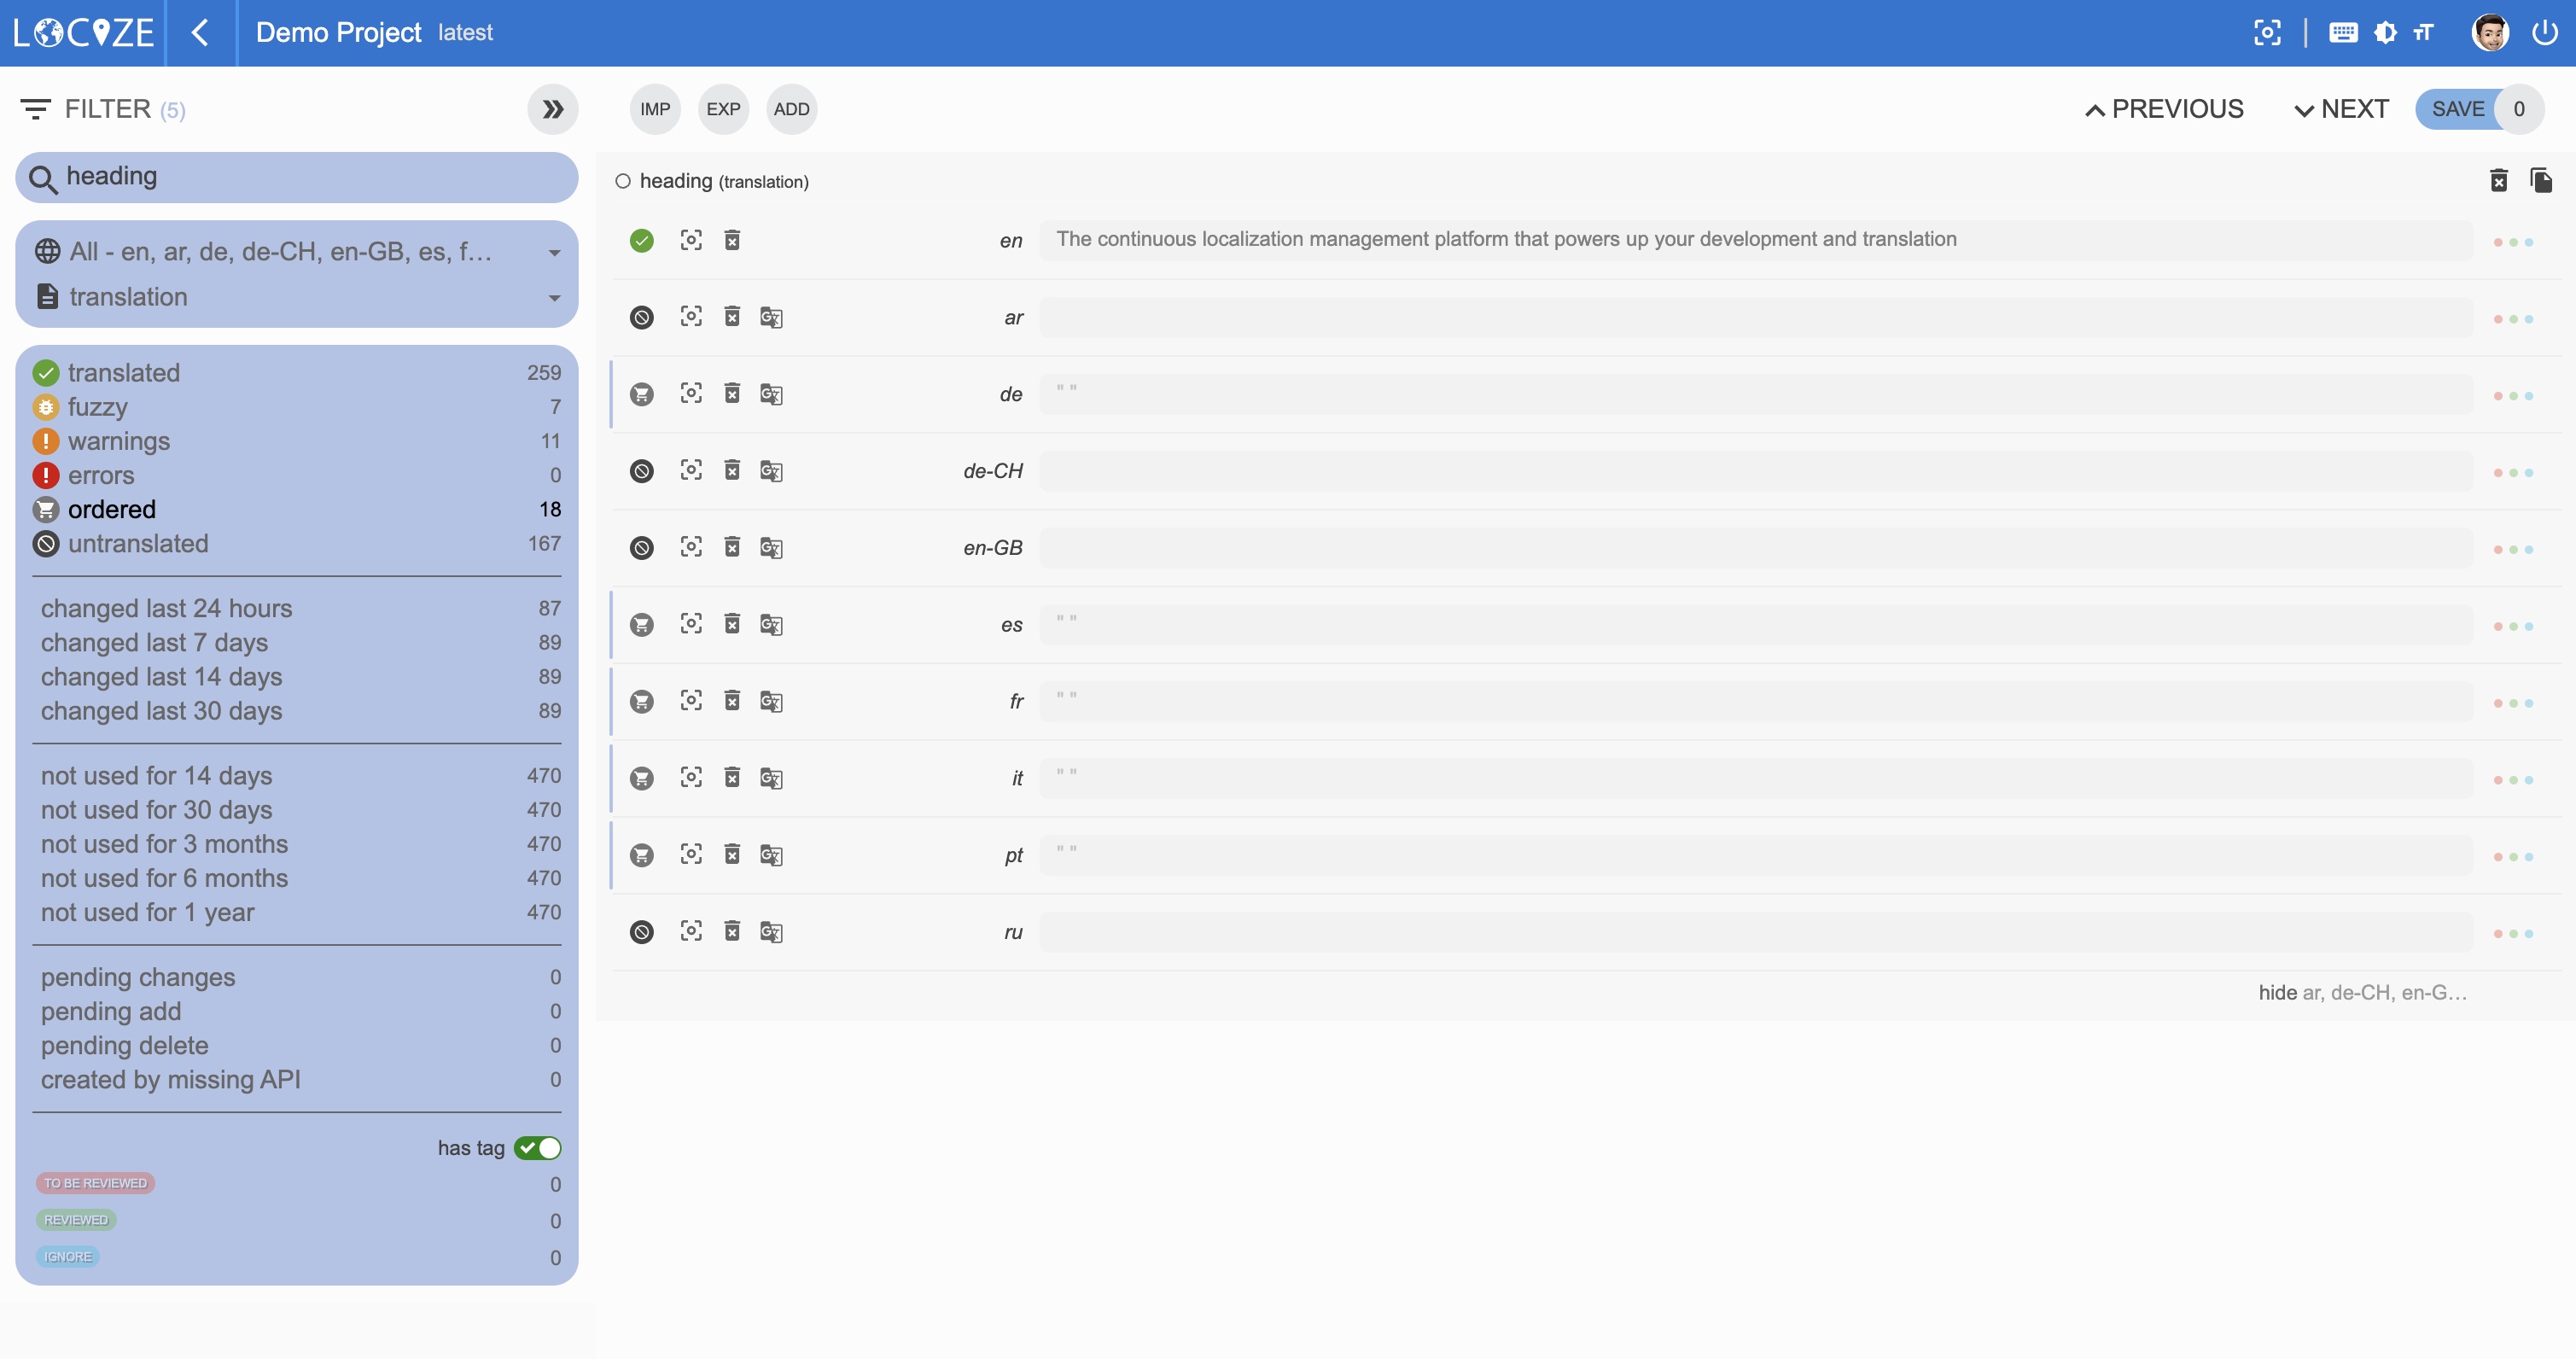 LOCIZE
Demo Project latest
FILTER (5)
heading
All - en, ar, de, de-CH, en-GB, es, f...
translation
translated 259
fuzzy 7
warnings 11
errors 0
ordered 18
untranslated 167
changed last 24 hours 87
changed last 7 days 89
changed last 14 days 89
changed last 30 days 89
not used for 14 days 470
not used for 30 days 470
not used for 3 months 470
not used for 6 months 470
not used for 1 year 470
pending changes 0
pending add 0
pending delete 0
created by missing API 0
has tag
TO BE REVIEWED 0
REVIEWED 0
IGNORE 0
IMP EXP ADD
PREVIOUS NEXT SAVE 0
heading (translation)
en The continuous localization management platform that powers up your development and translation
ar
de " "
de-CH
en-GB
es " "
fr " "
it " "
pt " "
ru
hide ar, de-CH, en-G...